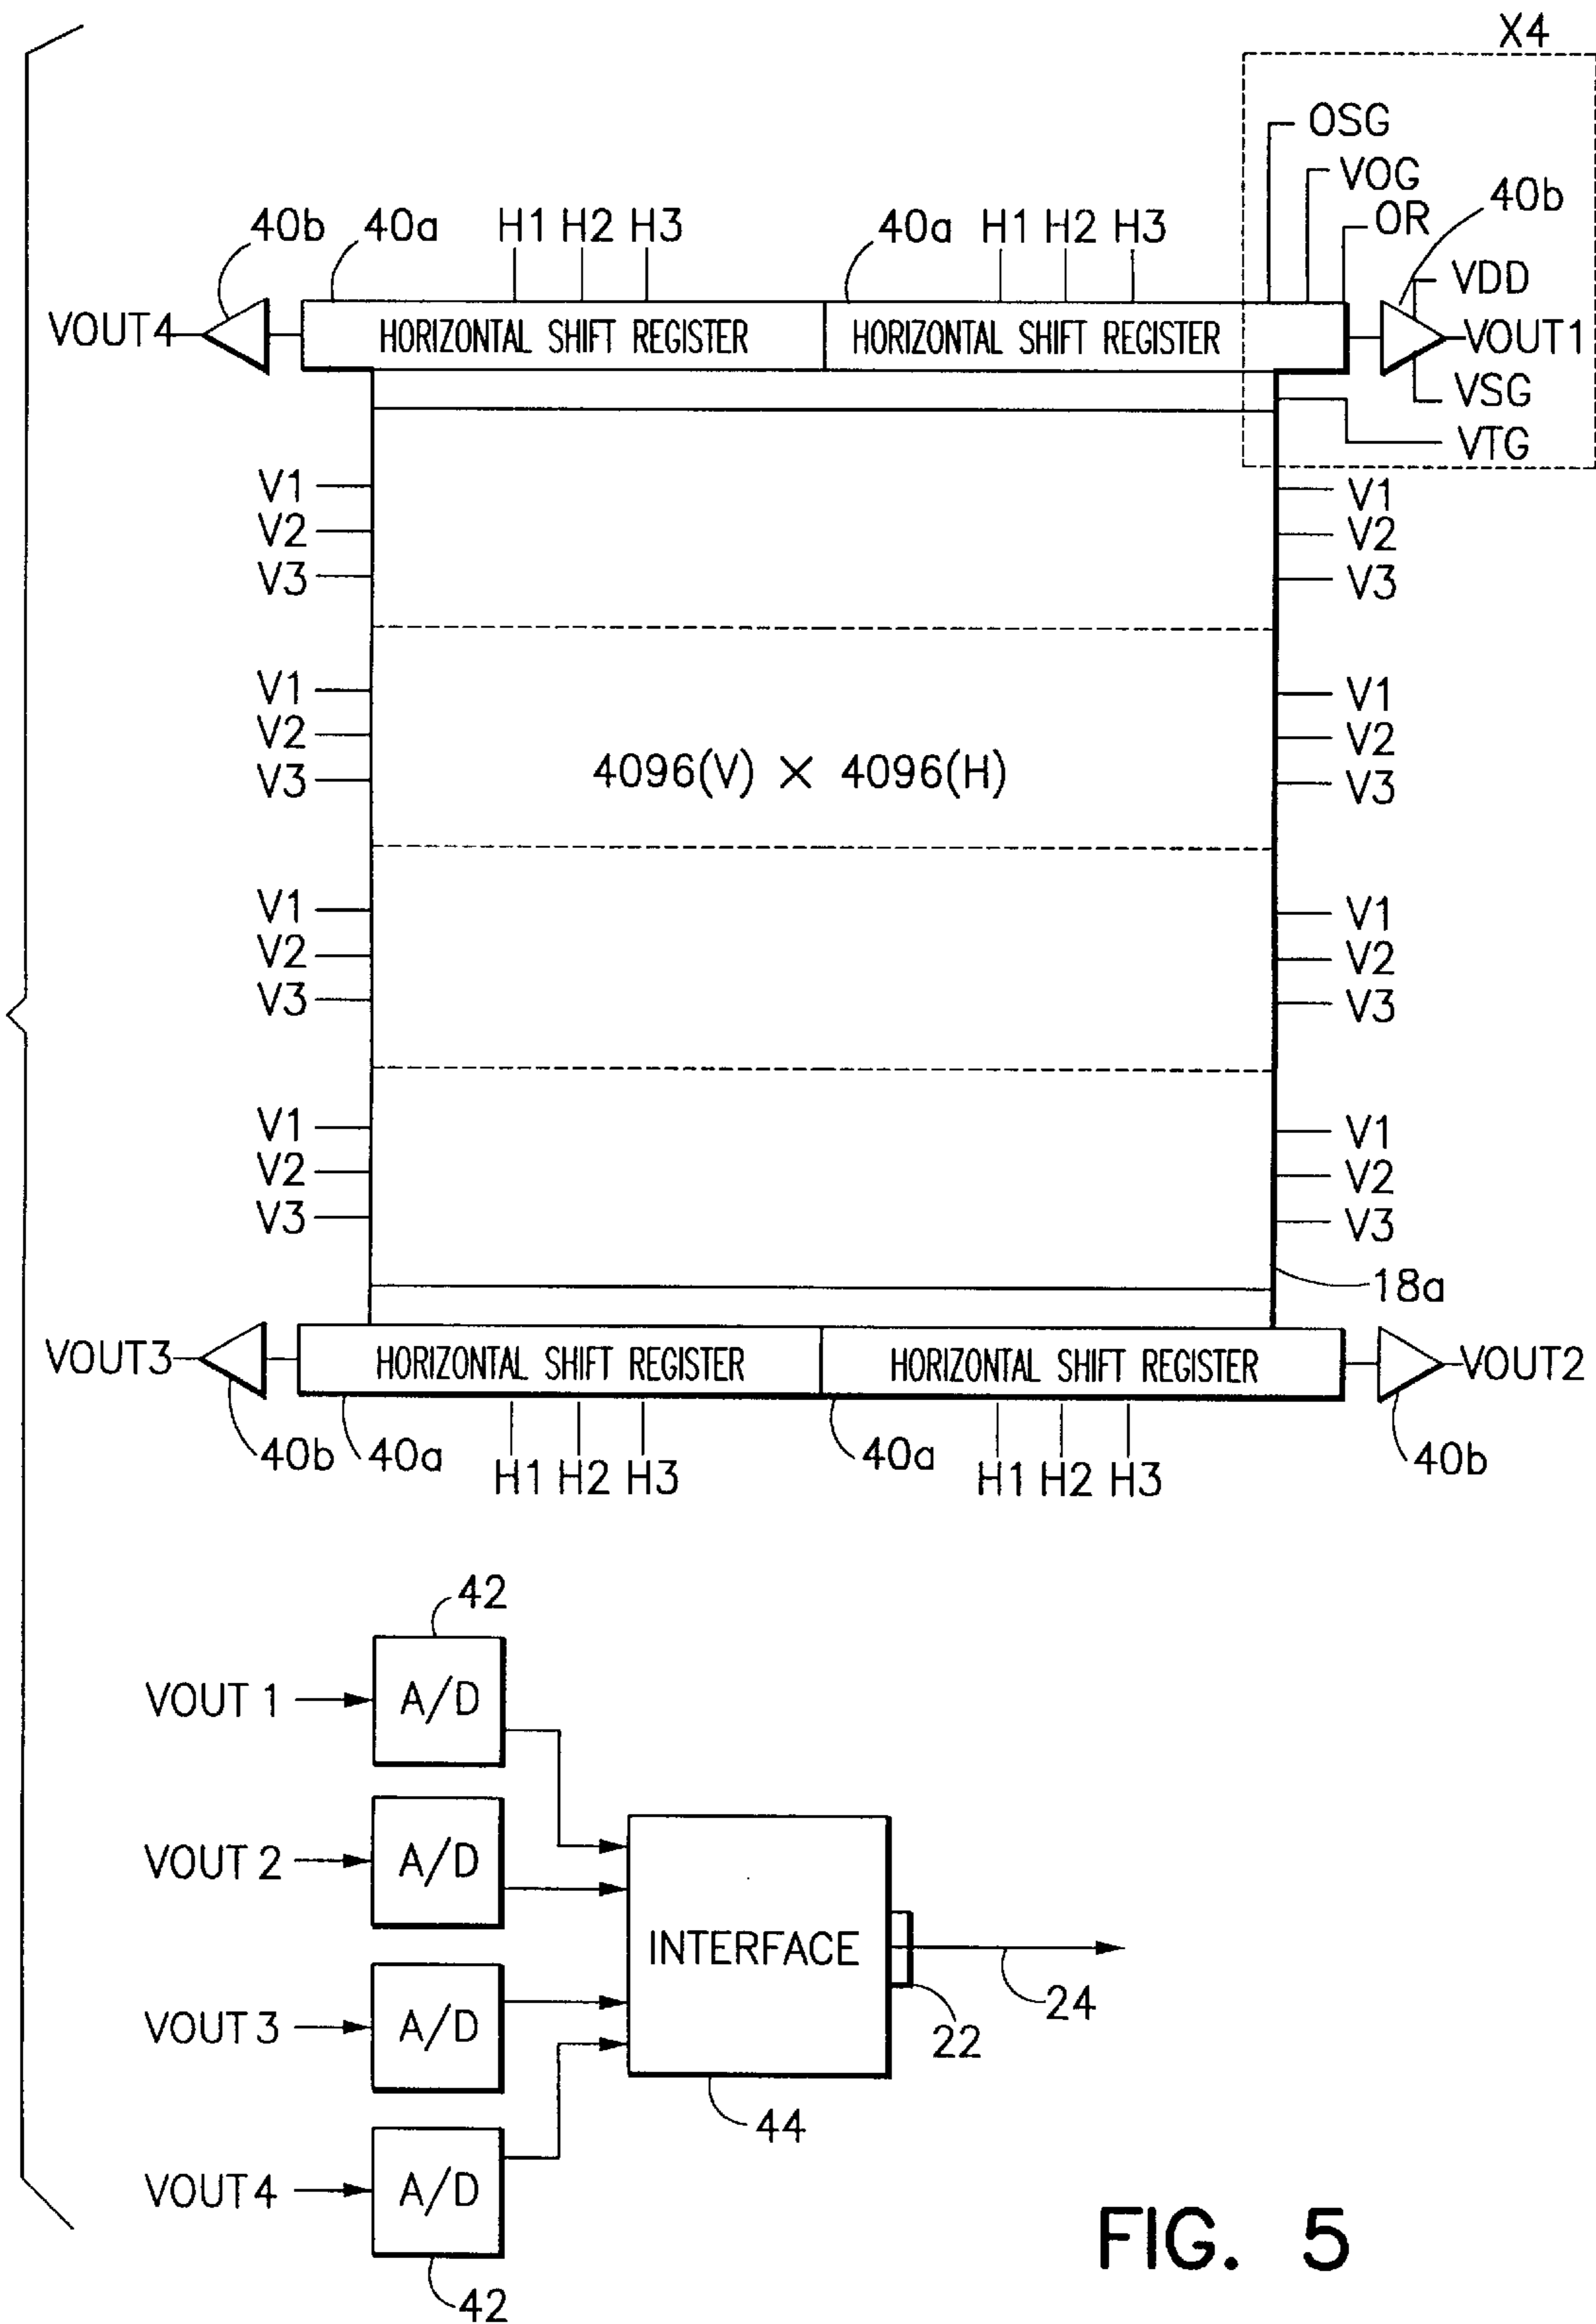 X4
OSG
VOG
40b 40a H1 H2 H3 40a H1 H2 H3 OR 40b
VDD
VOUT4 HORIZONTAL SHIFT REGISTER HORIZONTAL SHIFT REGISTER VOUT1
VSG
VTG
V1 V1
V2 V2
V3 V3
V1 V1
V2 V2
4096(V) × 4096(H)
V3 V3
V1 V1
V2 V2
V3 V3
V1 V1
V2 V2
V3 V3
18a
VOUT3 HORIZONTAL SHIFT REGISTER HORIZONTAL SHIFT REGISTER VOUT2
40b 40a H1 H2 H3 40a H1 H2 H3 40b
42
VOUT 1 A/D
VOUT 2 A/D
INTERFACE
24
VOUT 3 A/D
22
44
VOUT 4 A/D
42
FIG. 5